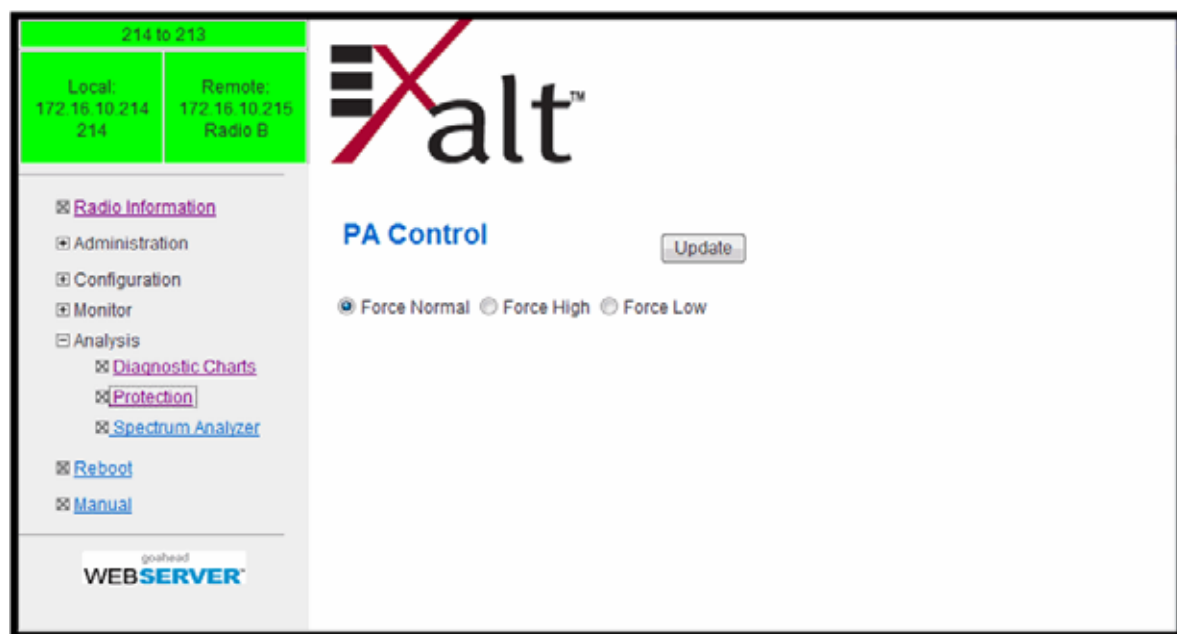 214 to 213
Local:
172.16.10.214
214
Remote:
172.16.10.215
Radio B
Radio Information
Administration
Configuration
Monitor
Analysis
Diagnostic Charts
Protection
Spectrum Analyzer
Reboot
Manual
goahead
WEBSERVER
EXalt™
PA Control
Update
Force Normal Force High Force Low